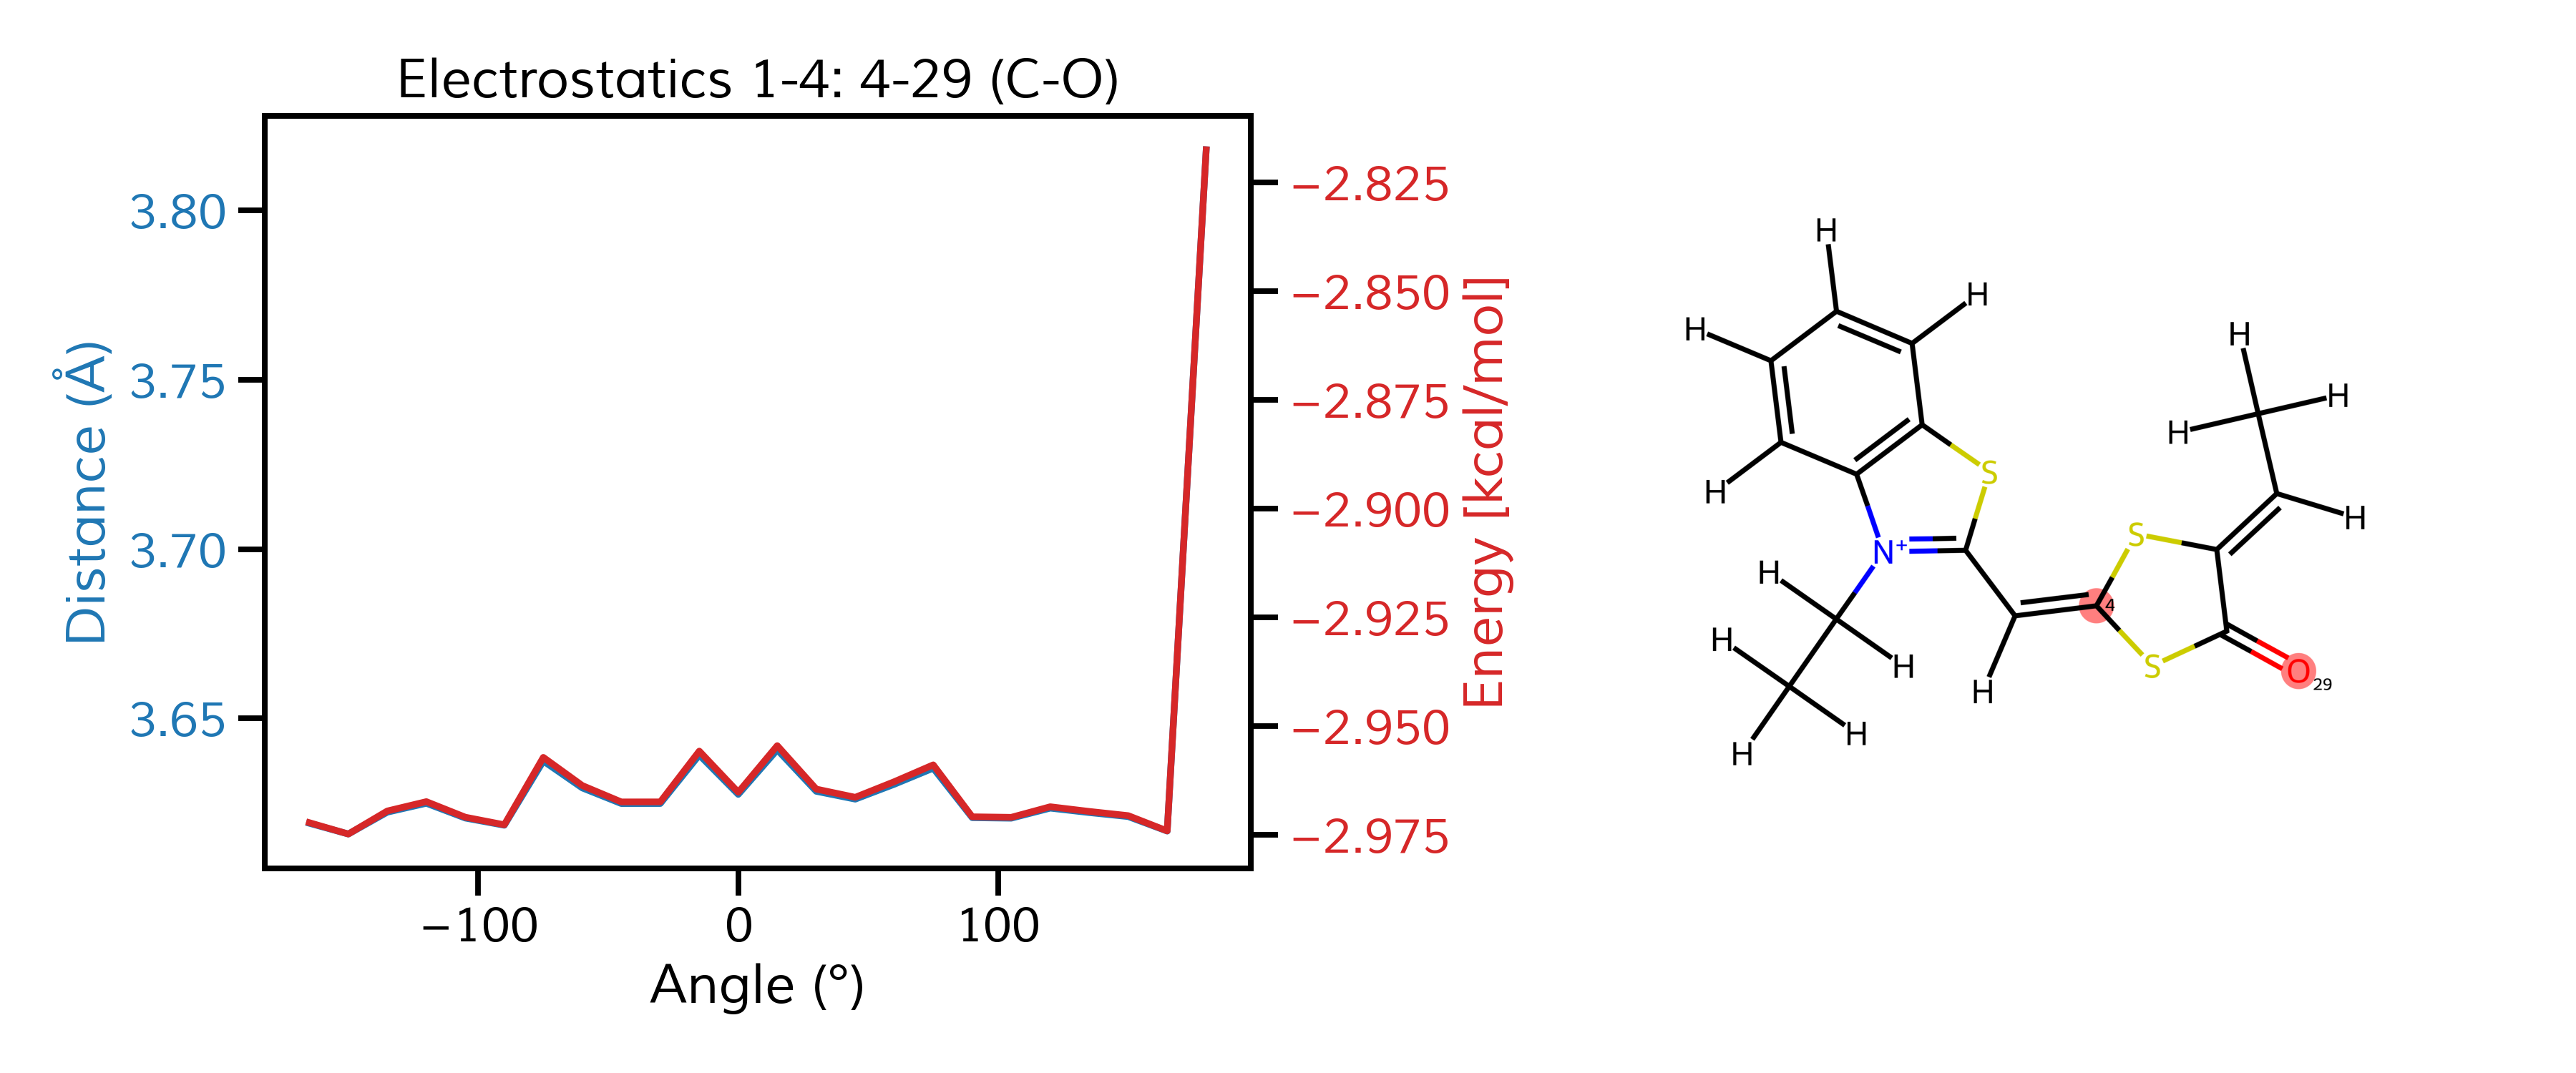 Electrostatics 1-4: 4-29 (C-O)
Distance (Å)
3.80
3.75
3.70
3.65
−100
0
100
Angle (°)
−2.825
−2.850
−2.875
−2.900
−2.925
−2.950
−2.975
Energy [kcal/mol]
H
H
H
H
H
H
H
S
H
H
S
N+
H
4
H
H
S
O
29
H
H
H